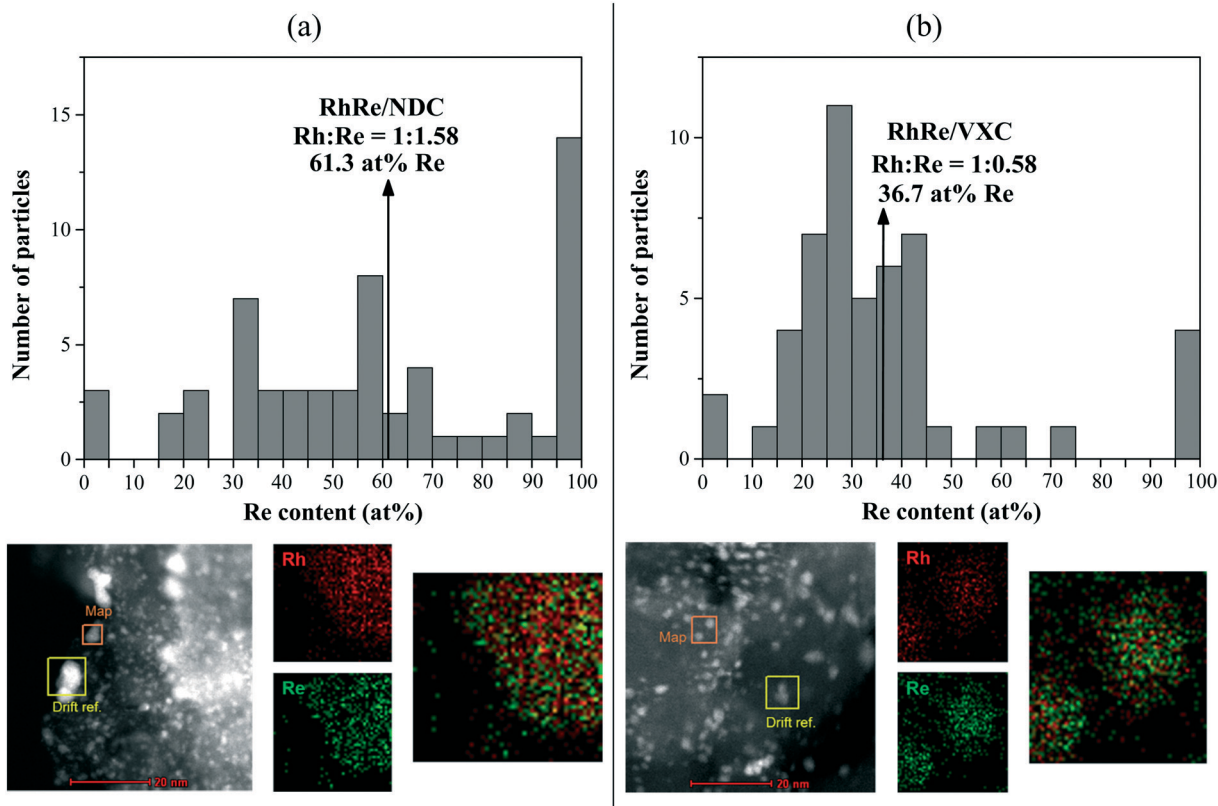 (a)
RhRe/NDC
Rh:Re = 1:1.58
61.3 at% Re
Number of particles
15
10
5
0
0 10 20 30 40 50 60 70 80 90 100
Re content (at%)
Map
Drift ref.
20 nm
Rh
Re
(b)
RhRe/VXC
Rh:Re = 1:0.58
36.7 at% Re
Number of particles
10
5
0
0 10 20 30 40 50 60 70 80 90 100
Re content (at%)
Map
Drift ref.
20 nm
Rh
Re